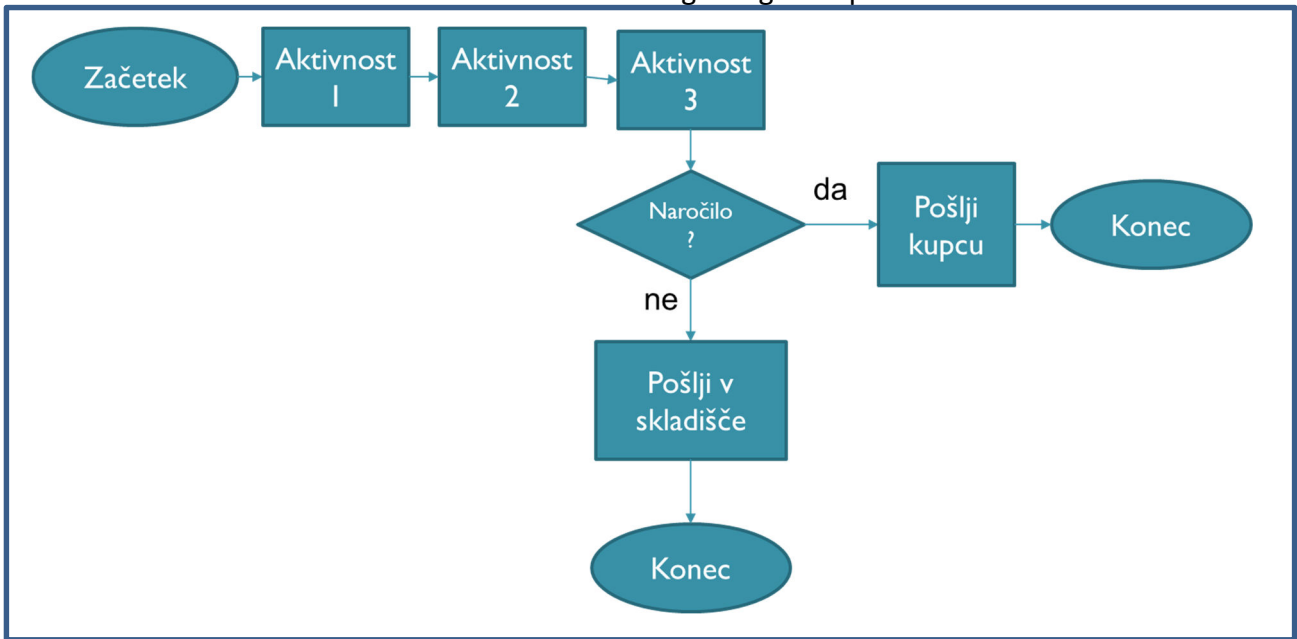 Začetek
Aktivnost
1
Aktivnost
2
Aktivnost
3
Naročilo
?
da
Pošlji
kupcu
Konec
ne
Pošlji v
skladišče
Konec